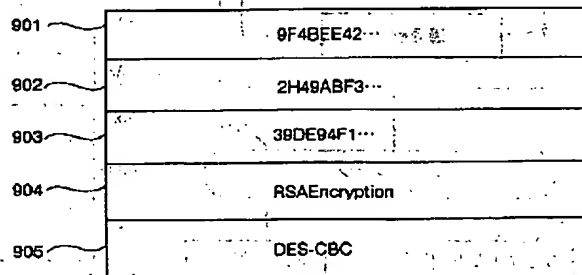 901 9F4BEE42···
902 2H49ABF3···
903 39DE94F1···
904 RSAEncryption
905 DES-CBC